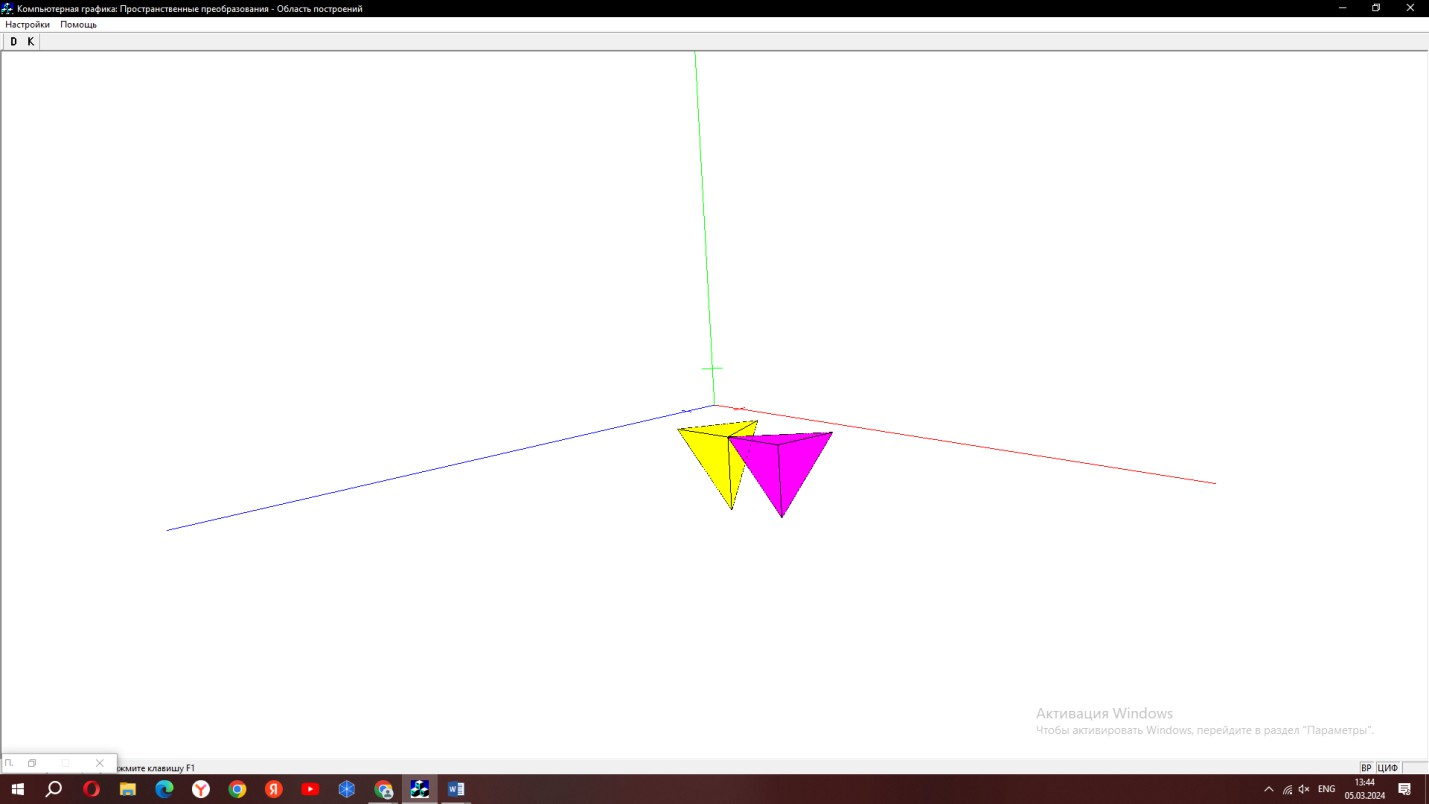 Компьютерная графика: Пространственные преобразования - Область построений
Настройки Помощь
D K
Активация Windows
Чтобы активировать Windows, перейдите в раздел "Параметры".
П.
клавишу F1
ВР ЦИФ
Я
W
ENG
13:44
05.03.2024